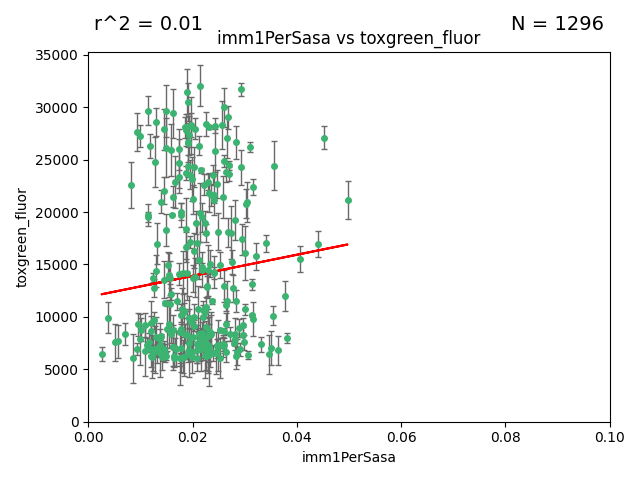 r^2 = 0.01
N = 1296
imm1PerSasa vs toxgreen_fluor
35000
30000
25000
20000
15000
10000
5000
0
toxgreen_fluor
0.00
0.02
0.04
0.06
0.08
0.10
imm1PerSasa